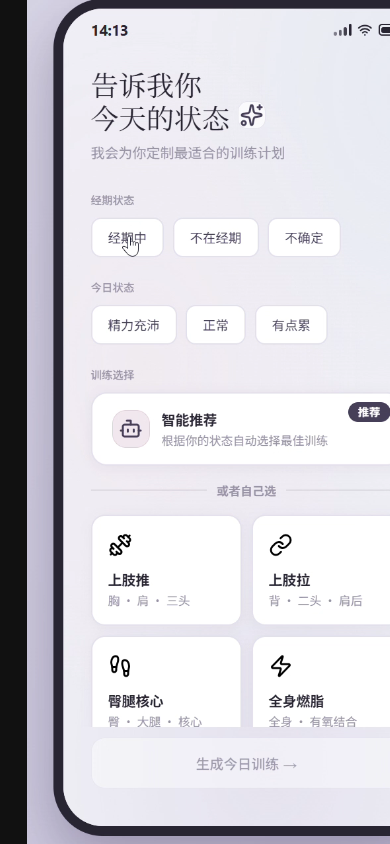 14:13
告诉我你
今天的状态
我会为你定制最适合的训练计划
经期状态
经期中 不在经期 不确定
今日状态
精力充沛 正常 有点累
训练选择
推荐
智能推荐
根据你的状态自动选择最佳训练
或者自己选
上肢推 上肢拉
胸 · 肩 · 三头 背 · 二头 · 肩后
臀腿核心 全身燃脂
臀 · 大腿 · 核心 全身 · 有氧结合
生成今日训练 →